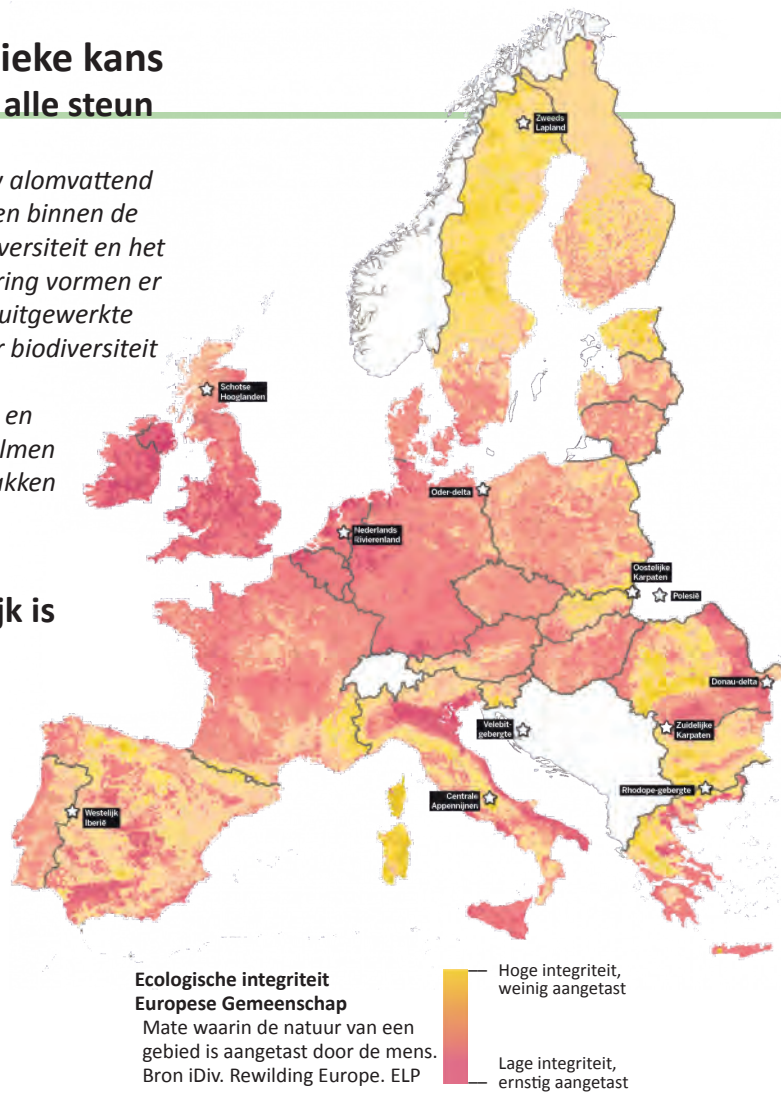 ieke kans
alle steun
alomvattend
en binnen de
versiteit en het
ring vormen er
uitgewerkte
r biodiversiteit
en
lmen
kken
jk is
Zweeds
Lapland
Schotse
Hooglanden
Oder-delta
Nederlands
Rivierenland
Oostelijke
Karpaten
Polesië
Donau-delta
Velebit-
gebergte
Zuidelijke
Karpaten
Rhodope-gebergte
Centrale
Appennijnen
Westelijk
Iberië
Ecologische integriteit
Europese Gemeenschap
Mate waarin de natuur van een
gebied is aangetast door de mens.
Bron iDiv. Rewilding Europe. ELP
Hoge integriteit,
weinig aangetast
Lage integriteit,
ernstig aangetast